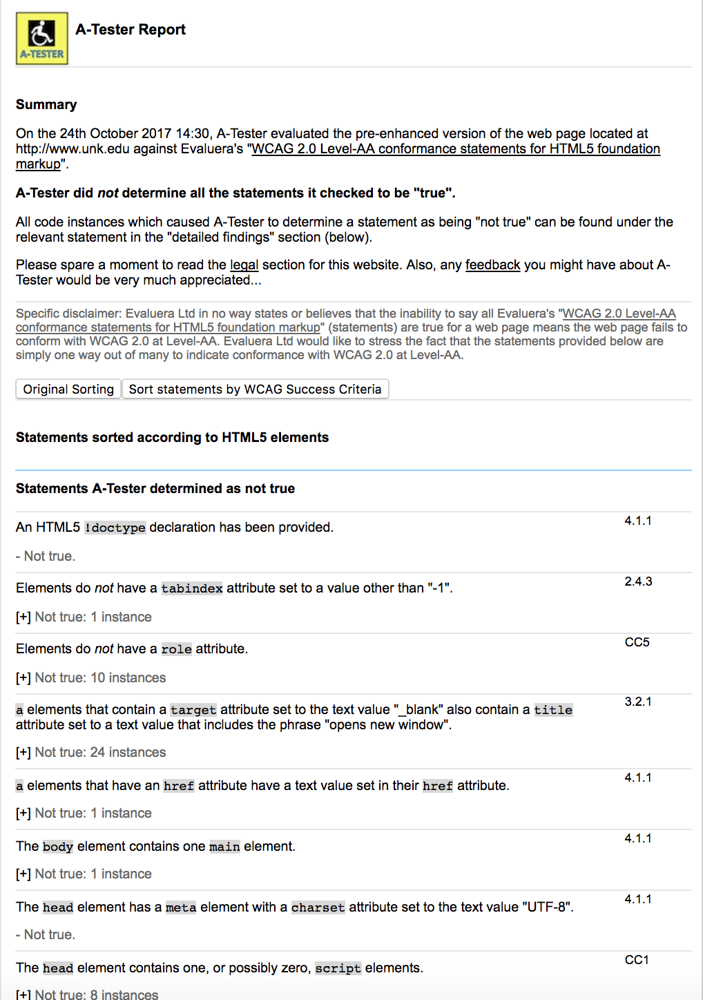 A-TESTER
A-Tester Report
Summary
On the 24th October 2017 14:30, A-Tester evaluated the pre-enhanced version of the web page located at
http://www.unk.edu against Evaluera's "WCAG 2.0 Level-AA conformance statements for HTML5 foundation
markup".
A-Tester did not determine all the statements it checked to be "true".
All code instances which caused A-Tester to determine a statement as being "not true" can be found under the
relevant statement in the "detailed findings" section (below).
Please spare a moment to read the legal section for this website. Also, any feedback you might have about A-
Tester would be very much appreciated...
Specific disclaimer: Evaluera Ltd in no way states or believes that the inability to say all Evaluera's "WCAG 2.0 Level-AA
conformance statements for HTML5 foundation markup" (statements) are true for a web page means the web page fails to
conform with WCAG 2.0 at Level-AA. Evaluera Ltd would like to stress the fact that the statements provided below are
simply one way out of many to indicate conformance with WCAG 2.0 at Level-AA.
Original Sorting Sort statements by WCAG Success Criteria
Statements sorted according to HTML5 elements
Statements A-Tester determined as not true
An HTML5 !doctype declaration has been provided. 4.1.1
- Not true.
Elements do not have a tabindex attribute set to a value other than "-1". 2.4.3
[+] Not true: 1 instance
Elements do not have a role attribute. CC5
[+] Not true: 10 instances
a elements that contain a target attribute set to the text value "_blank" also contain a title 3.2.1
attribute set to a text value that includes the phrase "opens new window".
[+] Not true: 24 instances
a elements that have an href attribute have a text value set in their href attribute. 4.1.1
[+] Not true: 1 instance
The body element contains one main element. 4.1.1
[+] Not true: 1 instance
The head element has a meta element with a charset attribute set to the text value "UTF-8". 4.1.1
- Not true.
The head element contains one, or possibly zero, script elements. CC1
[+] Not true: 8 instances